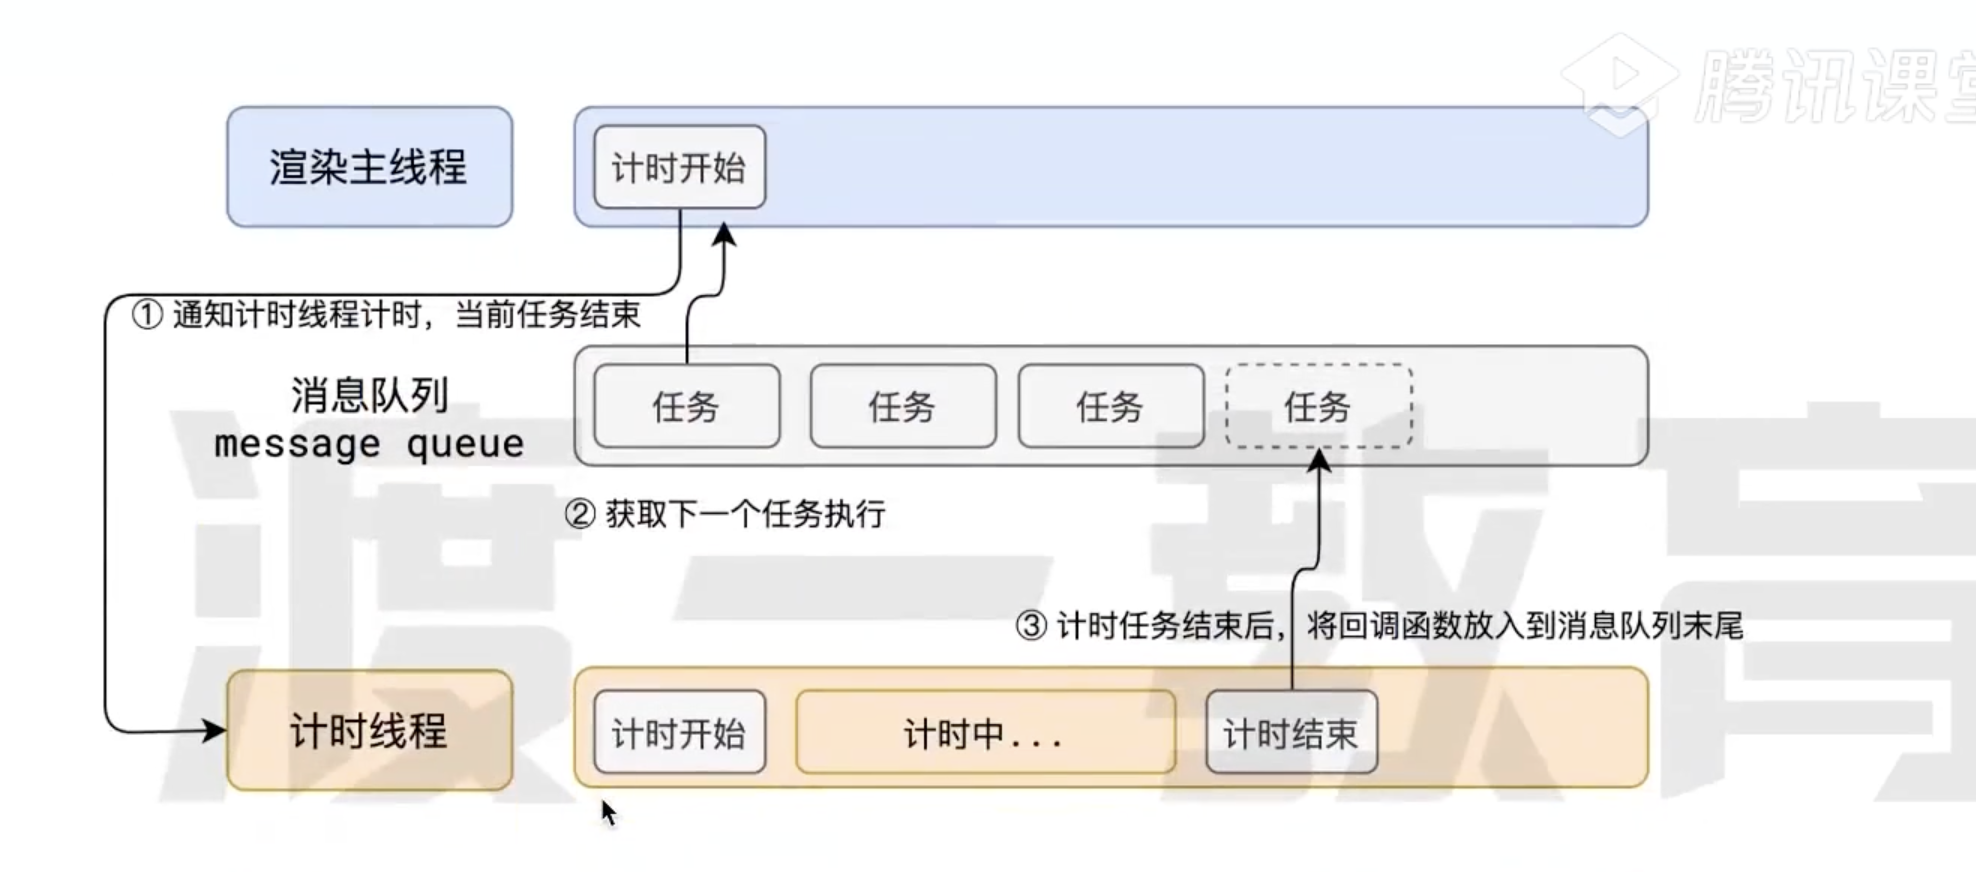 腾讯课堂
渲染主线程
计时开始
① 通知计时线程计时，当前任务结束
消息队列
message queue
任务
任务
任务
任务
② 获取下一个任务执行
③ 计时任务结束后，将回调函数放入到消息队列末尾
计时线程
计时开始
计时中...
计时结束
渡一教育